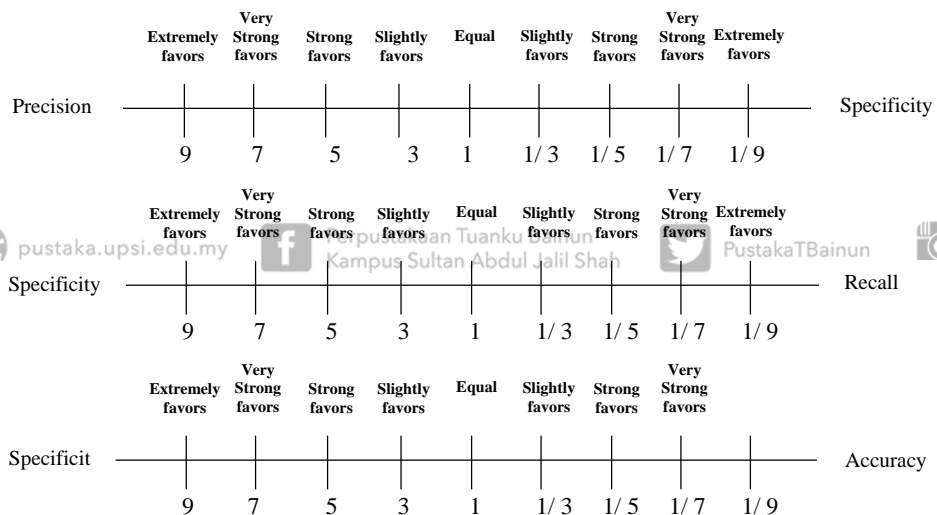 Very
Extremely Strong Strong Slightly Equal Slightly Strong Strong Extremely
favors favors favors favors favors favors favors favors
Precision Specificity
9 7 5 3 1 1/ 3 1/ 5 1/ 7 1/ 9
Very Very
Extremely Strong Strong Slightly Equal Slightly Strong Strong Extremely
favors favors favors favors favors favors favors favors
pustaka.upsi.edu.my Perpustakaan Tuanku Bainun PustakaTBainun
Kampus Sultan Abdul Jalil Shah
Specificity Recall
9 7 5 3 1 1/ 3 1/ 5 1/ 7 1/ 9
Very Very
Extremely Strong Strong Slightly Equal Slightly Strong Strong
favors favors favors favors favors favors favors
Specificit Accuracy
9 7 5 3 1 1/ 3 1/ 5 1/ 7 1/ 9